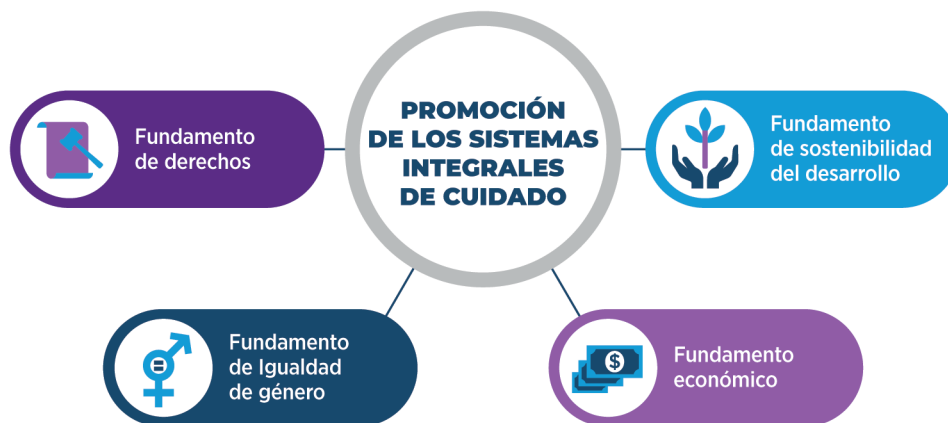 PROMOCIÓN
DE LOS SISTEMAS
INTEGRALES
DE CUIDADO
Fundamento
de derechos
Fundamento
de sostenibilidad
del desarrollo
Fundamento
de Igualdad
de género
$
Fundamento
económico